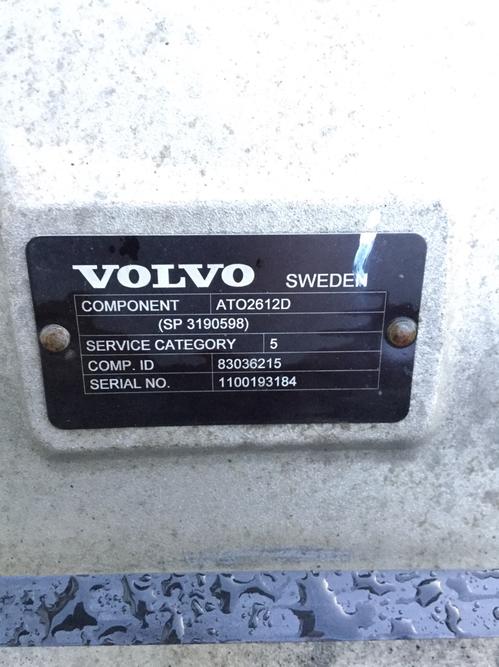 VOLVO SWEDEN
COMPONENT ATO2612D
(SP 3190598)
SERVICE CATEGORY 5
COMP. ID 83036215
SERIAL NO. 1100193184